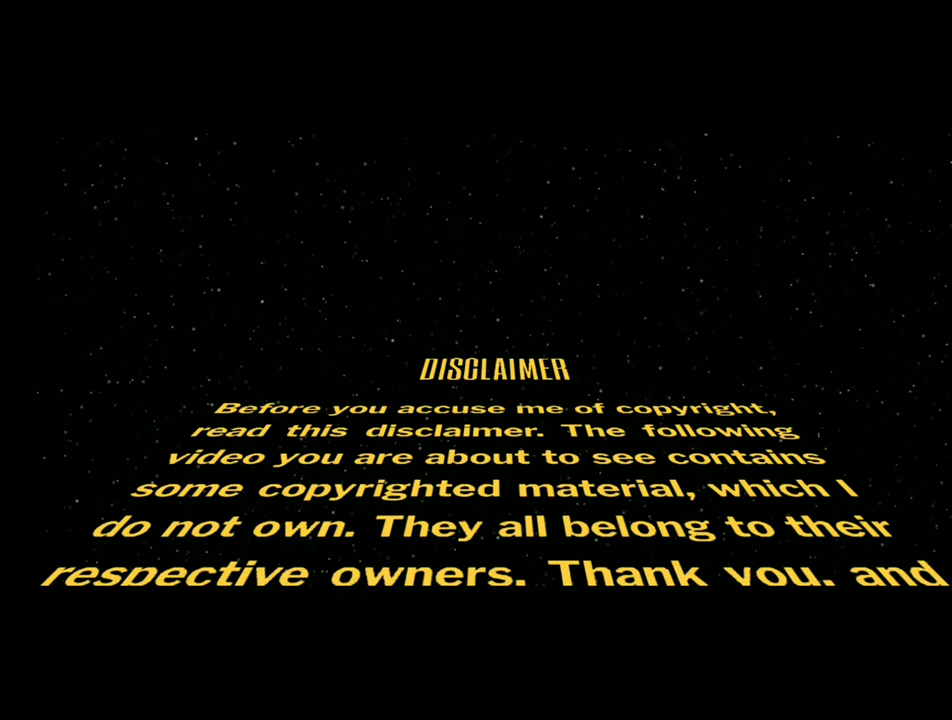 DISCLAIMER
Before you accuse me of copyright,
read this disclaimer. The following
video you are about to see contains
some copyrighted material, which I
do not own. They all belong to their
respective owners. Thank you. and